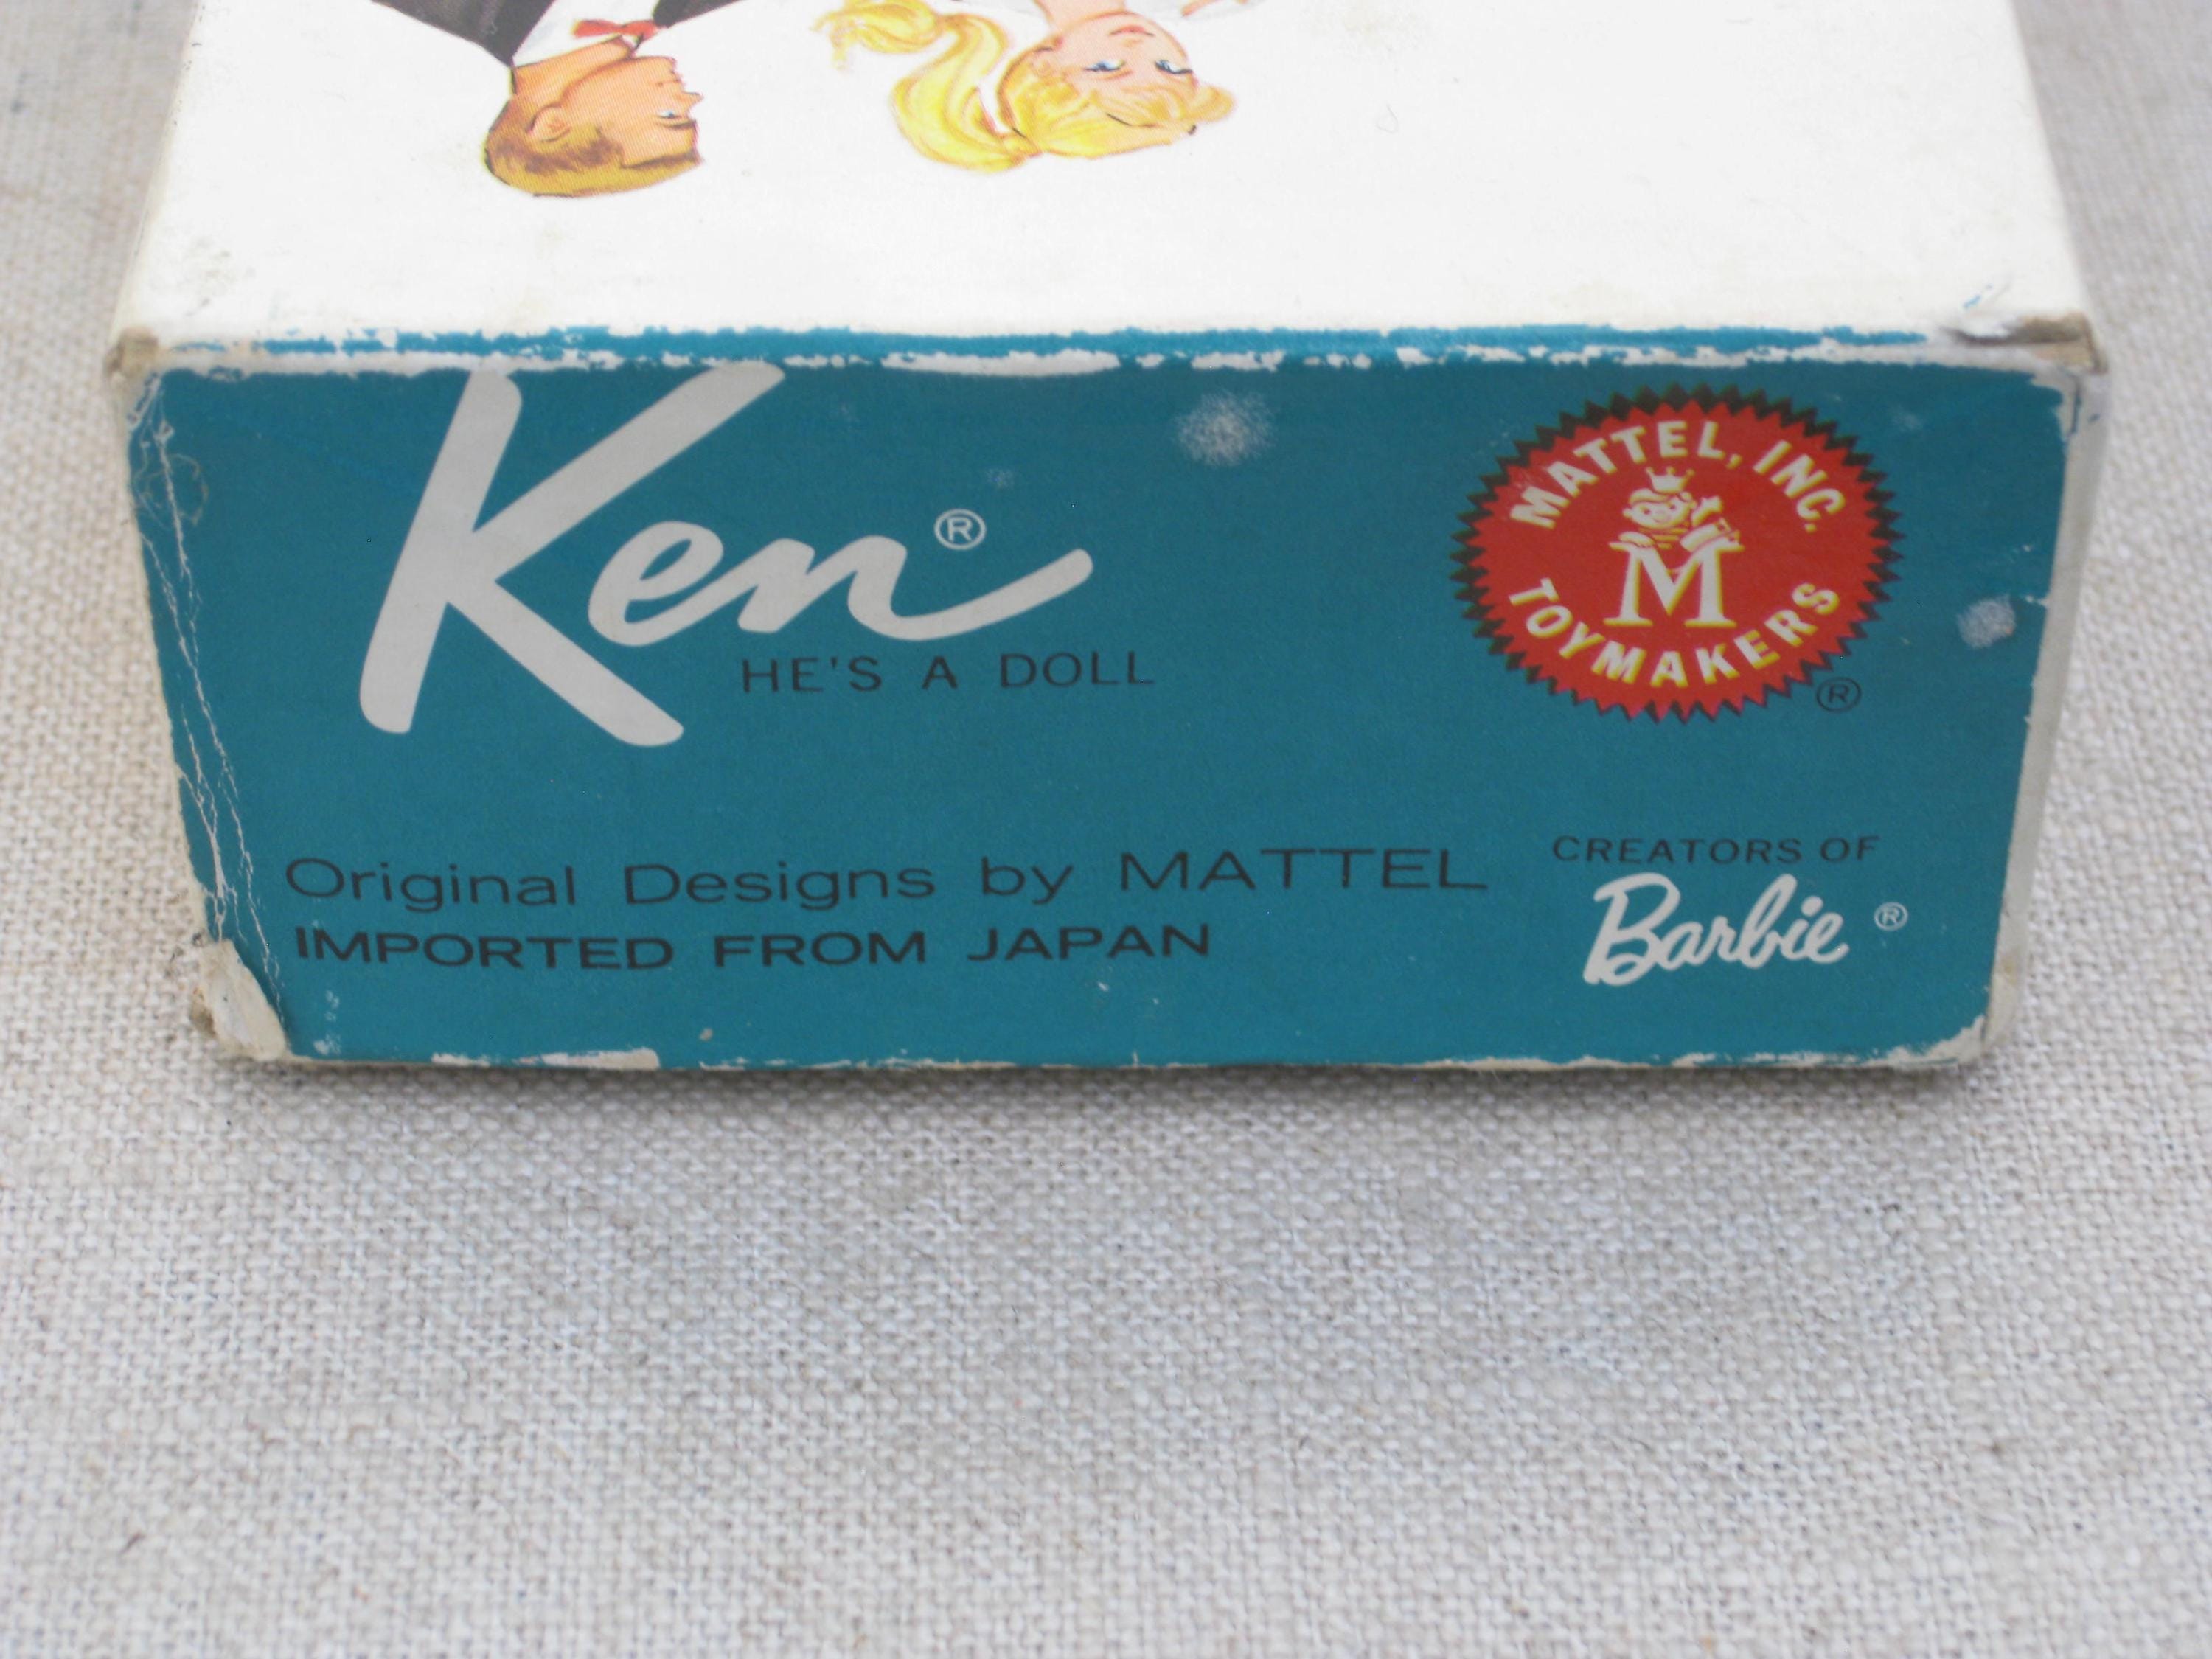 Ken®
HE'S A DOLL
MATTEL, INC.
M
TOYMAKERS
®
Original Designs by MATTEL
IMPORTED FROM JAPAN
CREATORS OF
Barbie®